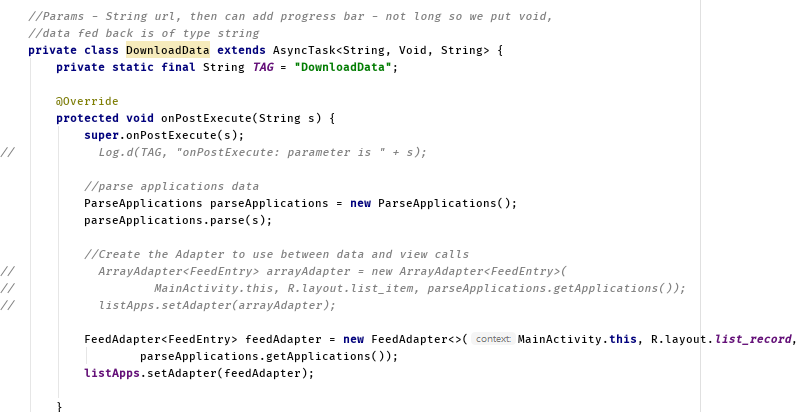 //Params - String url, then can add progress bar - not long so we put void,
//data fed back is of type string
private class DownloadData extends AsyncTask<String, Void, String> {
private static final String TAG = "DownloadData";
@Override
protected void onPostExecute(String s) {
super.onPostExecute(s);
// Log.d(TAG, "onPostExecute: parameter is " + s);
//parse applications data
ParseApplications parseApplications = new ParseApplications();
parseApplications.parse(s);
//Create the Adapter to use between data and view calls
// ArrayAdapter<FeedEntry> arrayAdapter = new ArrayAdapter<FeedEntry>(
// MainActivity.this, R.layout.list_item, parseApplications.getApplications());
// listApps.setAdapter(arrayAdapter);
FeedAdapter<FeedEntry> feedAdapter = new FeedAdapter<>( context: MainActivity.this, R.layout.list_record,
parseApplications.getApplications());
listApps.setAdapter(feedAdapter);
}